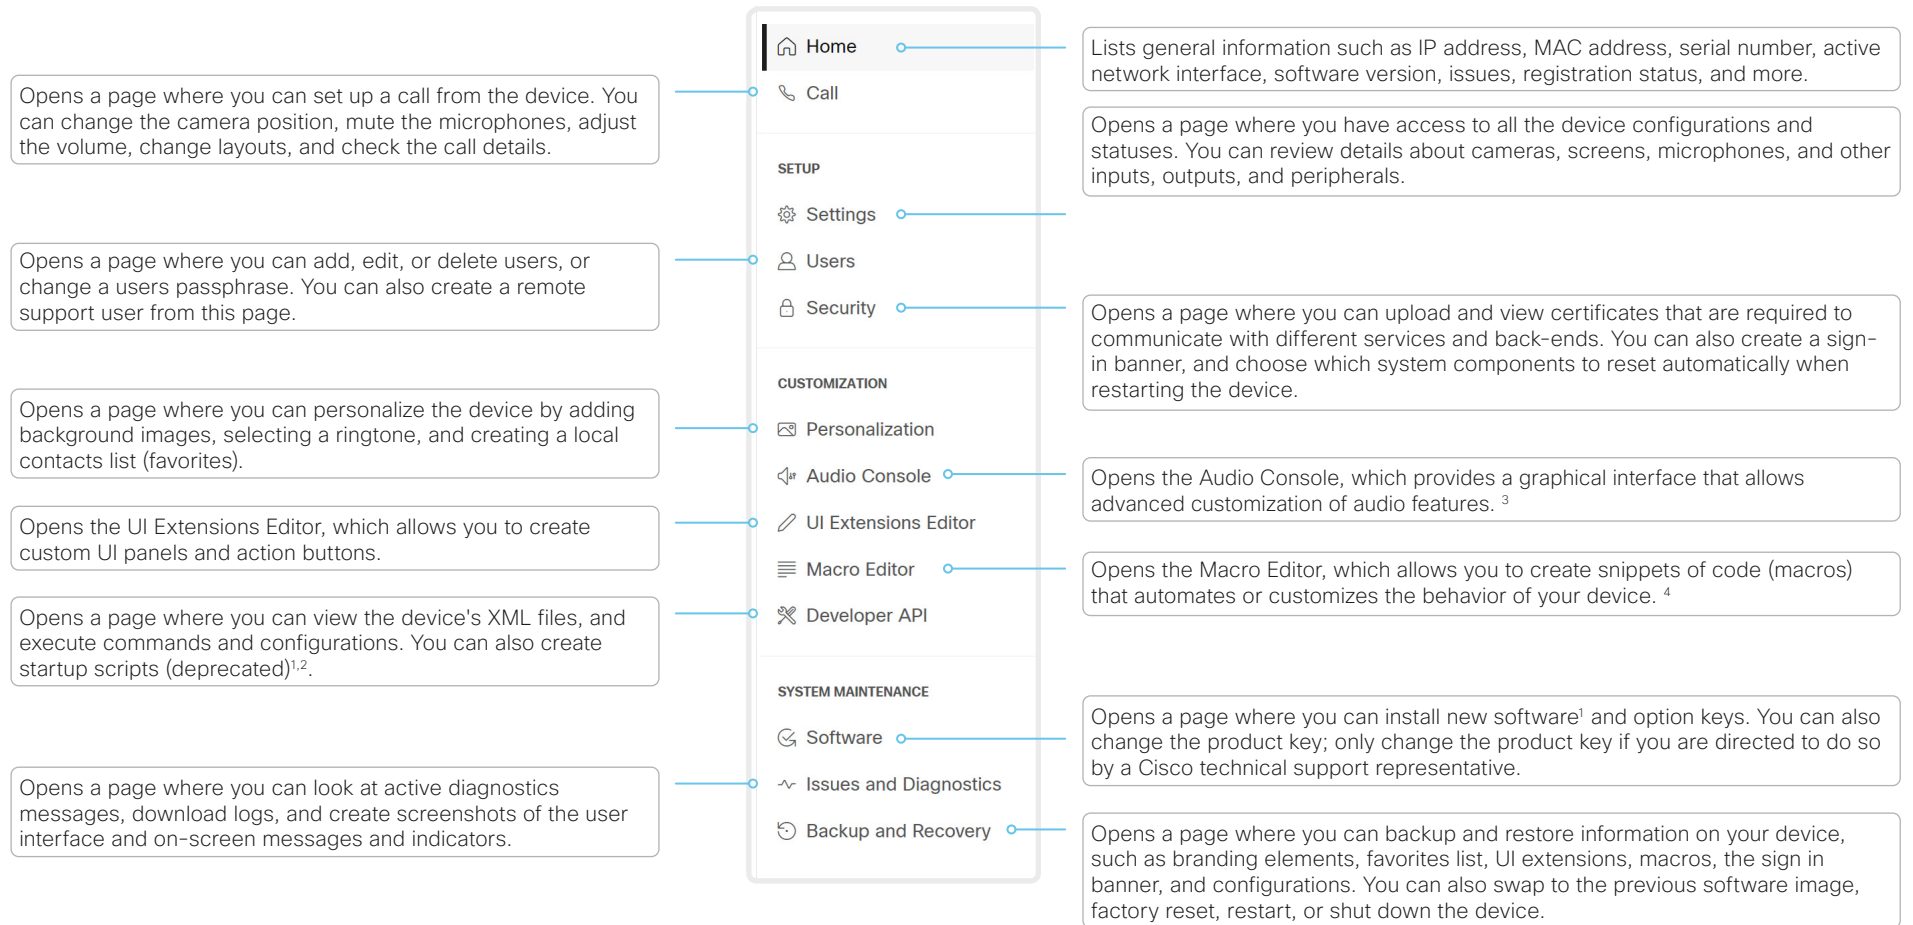 Home
Lists general information such as IP address, MAC address, serial number, active
network interface, software version, issues, registration status, and more.
Opens a page where you can set up a call from the device. You
can change the camera position, mute the microphones, adjust
the volume, change layouts, and check the call details.
Call
Opens a page where you have access to all the device configurations and
statuses. You can review details about cameras, screens, microphones, and other
inputs, outputs, and peripherals.
SETUP
Settings
Opens a page where you can add, edit, or delete users, or
change a users passphrase. You can also create a remote
support user from this page.
Users
Security
Opens a page where you can upload and view certificates that are required to
communicate with different services and back-ends. You can also create a sign-
in banner, and choose which system components to reset automatically when
restarting the device.
CUSTOMIZATION
Opens a page where you can personalize the device by adding
background images, selecting a ringtone, and creating a local
contacts list (favorites).
Personalization
Audio Console
Opens the Audio Console, which provides a graphical interface that allows
advanced customization of audio features. 3
Opens the UI Extensions Editor, which allows you to create
custom UI panels and action buttons.
UI Extensions Editor
Macro Editor
Opens the Macro Editor, which allows you to create snippets of code (macros)
that automates or customizes the behavior of your device. 4
Opens a page where you can view the device's XML files, and
execute commands and configurations. You can also create
startup scripts (deprecated)1,2.
Developer API
SYSTEM MAINTENANCE
Software
Opens a page where you can install new software1 and option keys. You can also
change the product key; only change the product key if you are directed to do so
by a Cisco technical support representative.
Opens a page where you can look at active diagnostics
messages, download logs, and create screenshots of the user
interface and on-screen messages and indicators.
Issues and Diagnostics
Backup and Recovery
Opens a page where you can backup and restore information on your device,
such as branding elements, favorites list, UI extensions, macros, the sign in
banner, and configurations. You can also swap to the previous software image,
factory reset, restart, or shut down the device.